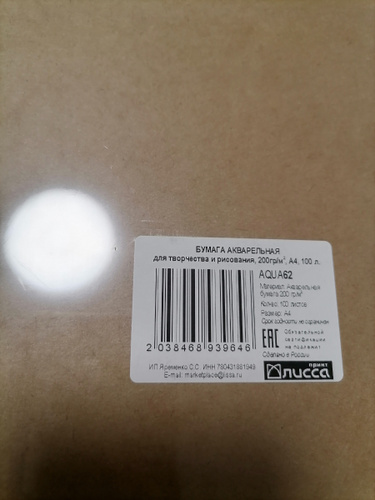 БУМАГА АКВАРЕЛЬНАЯ
для творчества и рисования, 200гр/м², А4, 100 л.
AQUA62
Материал: Акварельная
бумага 200 гр/м²
Кол-во: 100 листов
Размер: А4
Срок годности не ограничен
EAC
Обязательной
сертификации
не подлежит
Сделано в России
2 038468 939646
ИП Яременко С.С. ИНН 780431881949
E-mail: marketplace@lissa.ru
принт
Лисса